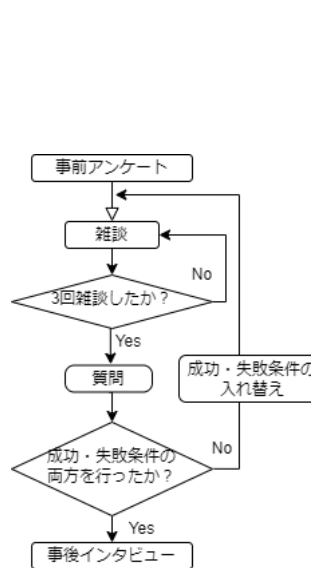 事前アンケート
雑談
No
3回雑談したか？
Yes
質問
成功・失敗条件の
入れ替え
成功・失敗条件の
両方を行ったか？
No
Yes
事後インタビュー